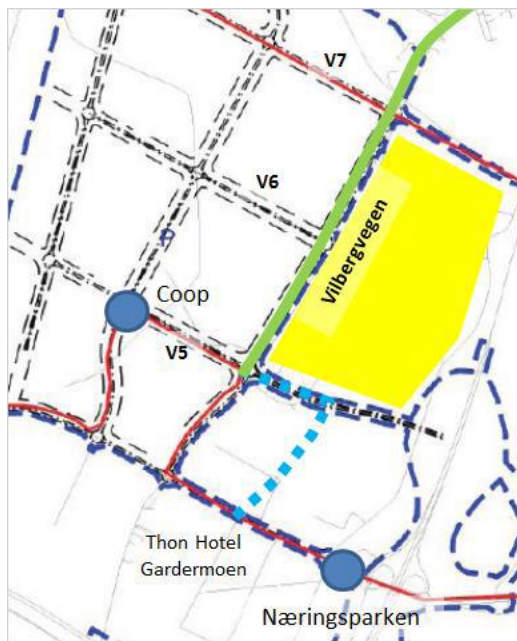 V7
V6
Vilbergvegen
Coop
V5
Thon Hotel
Gardermoen
Næringsparken